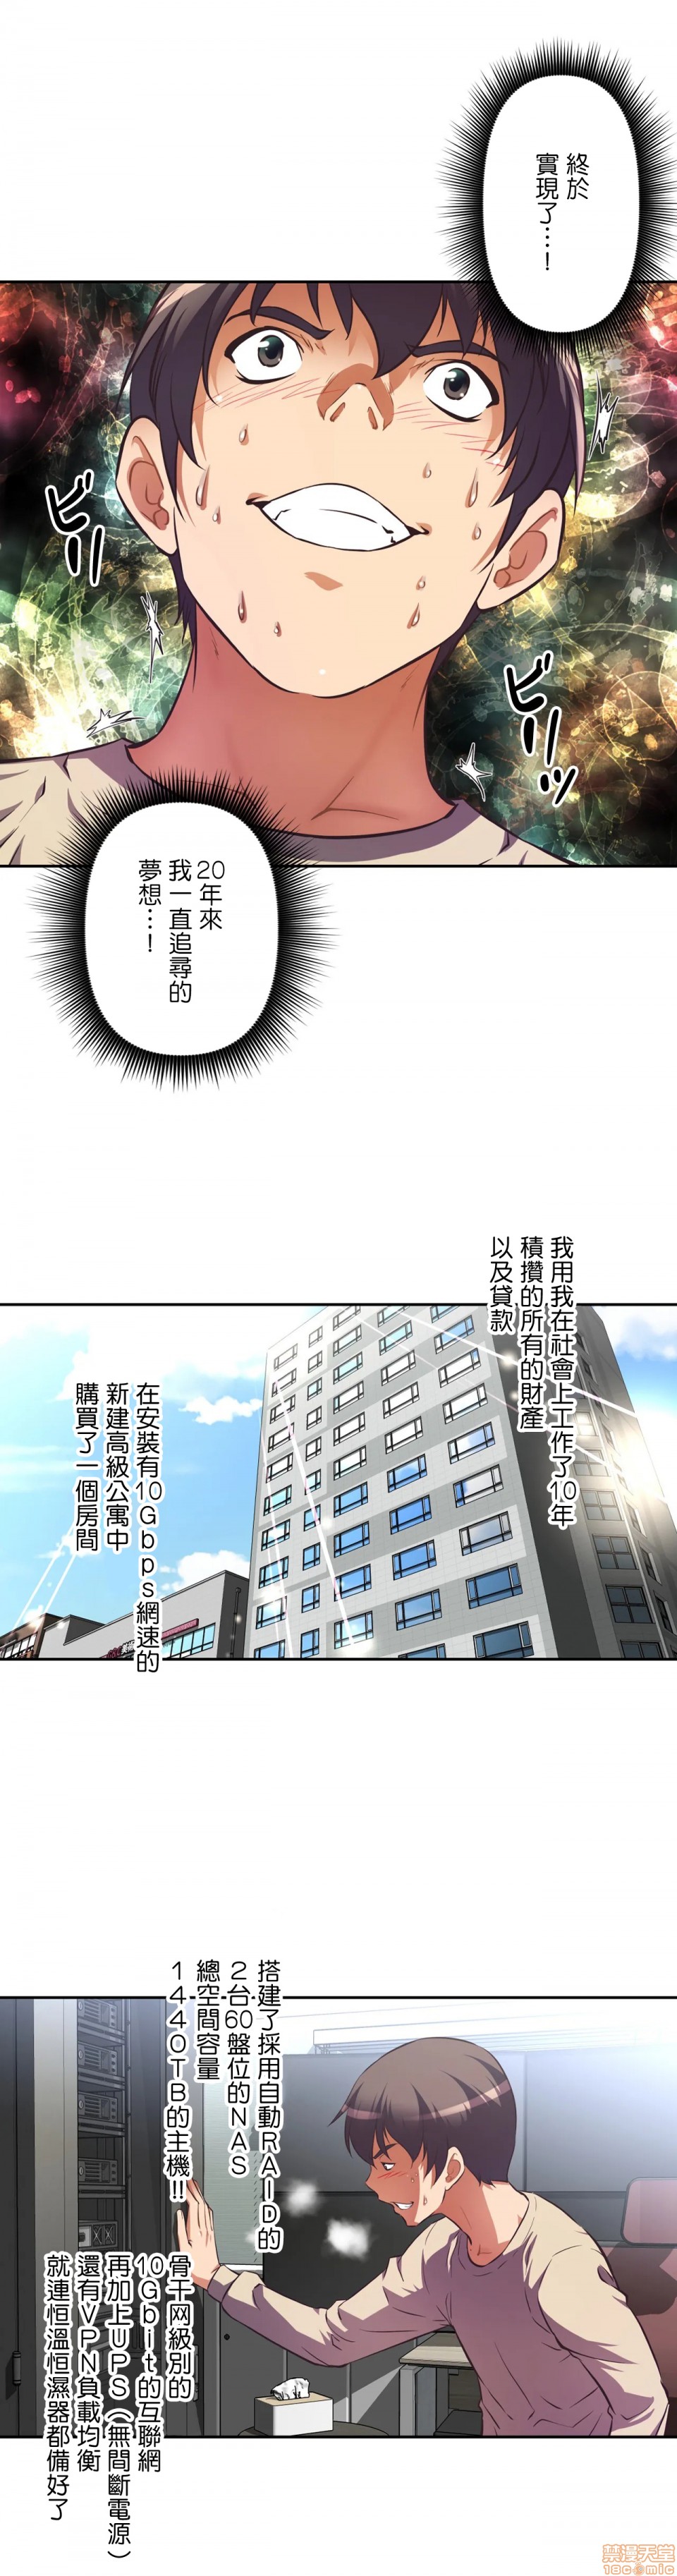 終於
實現了…！
ビリ
ビリッ
20年來
我一直追尋的
夢想…！
我用我在社會上工作了10年
積攢的所有的財產
以及貸款
在安裝有10Gbps網速的
新建高級公寓中
購買了一個房間
搭建了採用自動RAID的
2台60盤位的NAS
總空間容量
1440TB的主機!!
骨干网級別的
10Gbit的互聯網
再加上UPS（無間斷電源）
還有VPN負載均衡
就連恒溫恒濕器都備好了
禁漫天堂
18comic